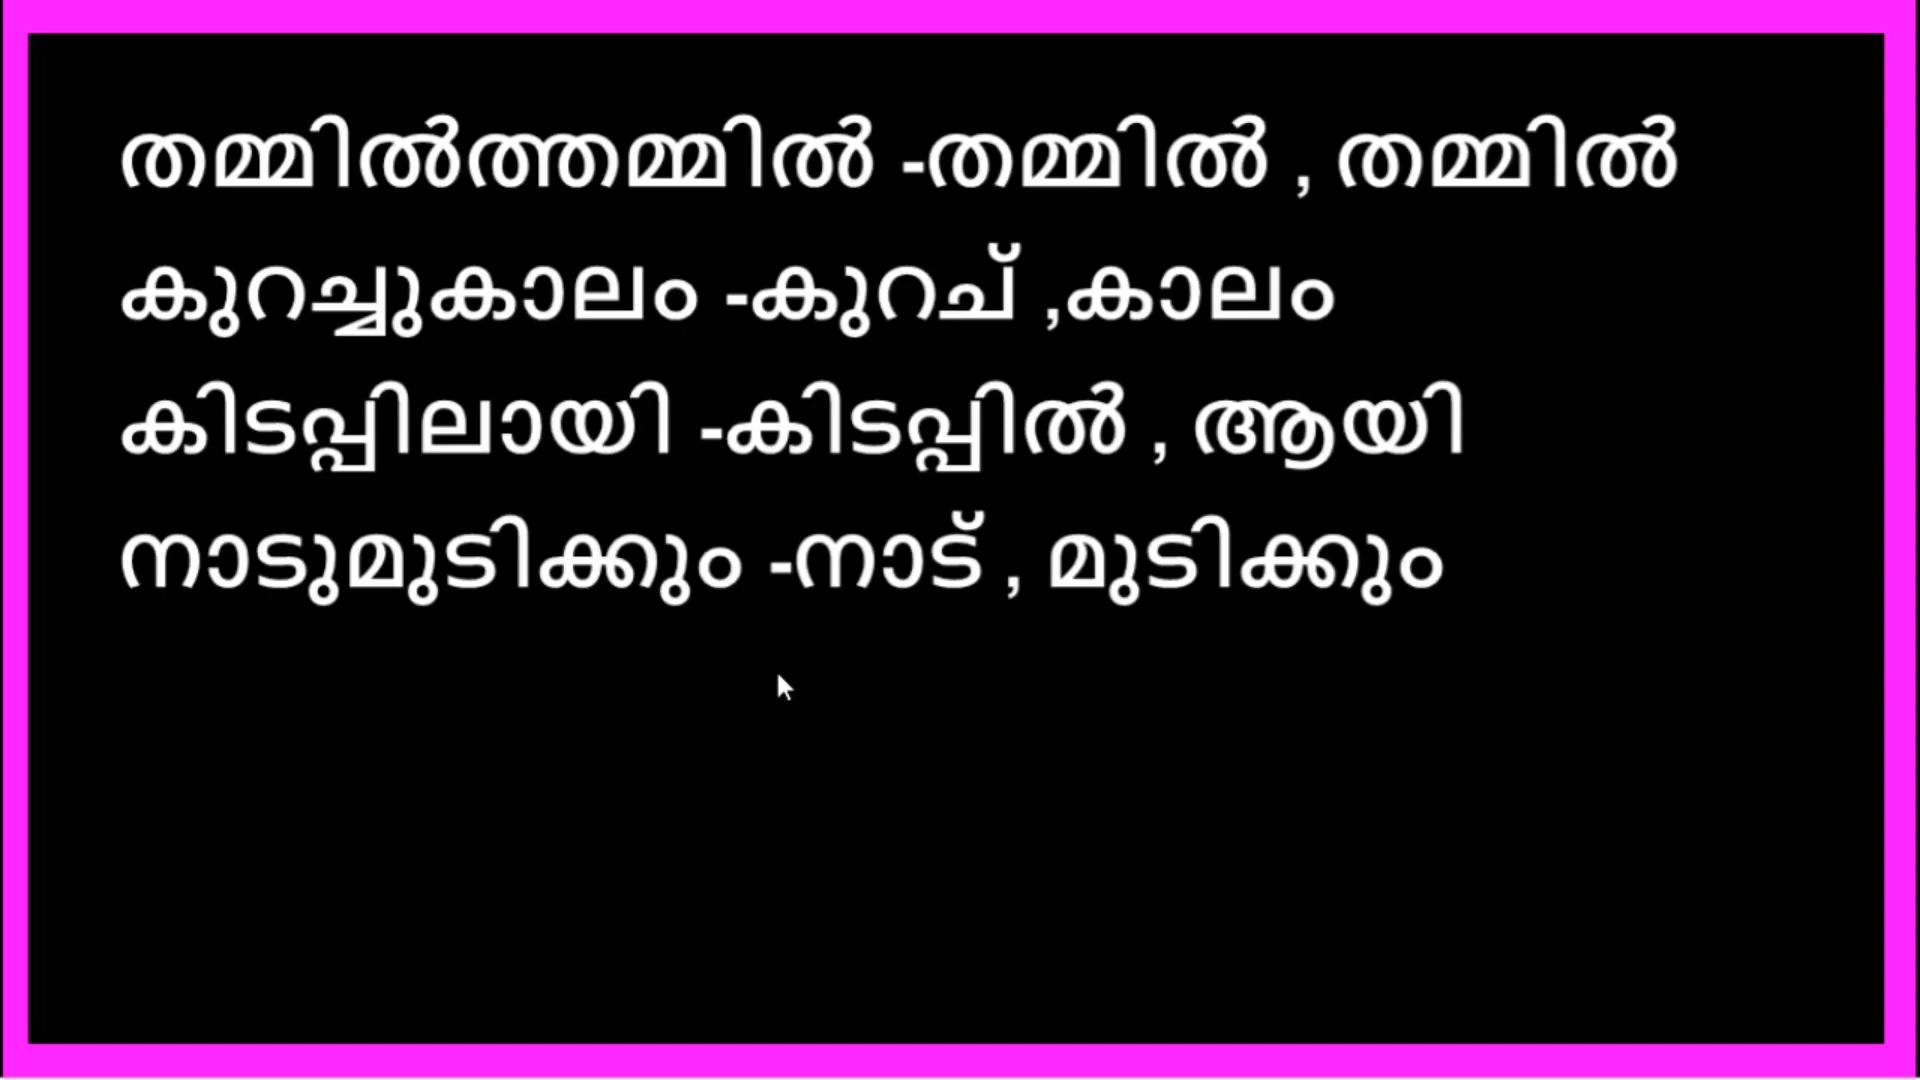 തമ്മിൽത്തമ്മിൽ -തമ്മിൽ , തമ്മിൽ
കുറച്ചുകാലം -കുറച് ,കാലം
കിടപ്പിലായി -കിടപ്പിൽ , ആയി
നാടുമുടിക്കും -നാട് , മുടിക്കും